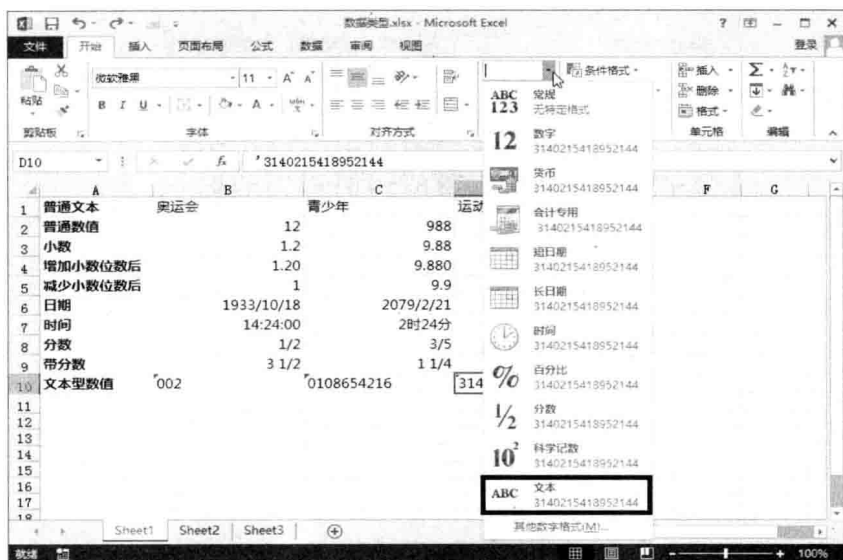 数据类型.xlsx - Microsoft Excel
文件 开始 插入 页面布局 公式 数据 审阅 视图 登录
微软雅黑 11 条件格式 插入
粘贴 B I U A 删除
格式
剪贴板 字体 对齐方式 单元格 编辑
D10 fx '3140215418952144
A B C F G
1 普通文本 奥运会 青少年 运动
2 普通数值 12 988
3 小数 1.2 9.88
4 增加小数位数后 1.20 9.880
5 减少小数位数后 1 9.9
6 日期 1933/10/18 2079/2/21
7 时间 14:24:00 2时24分
8 分数 1/2 3/5
9 带分数 3 1/2 1 1/4
10 文本型数值 002 0108654216 314
11
12
13
14
15
16
17
18
ABC 123 常规
无特定格式
12 数字
3140215418952144
货币
3140215418952144
会计专用
3140215418952144
短日期
3140215418952144
长日期
3140215418952144
时间
3140215418952144
% 百分比
3140215418952144
1/2 分数
3140215418952144
10² 科学记数
3140215418952144
ABC 文本
3140215418952144
其他数字格式(M)...
Sheet1 Sheet2 Sheet3
就绪 100%